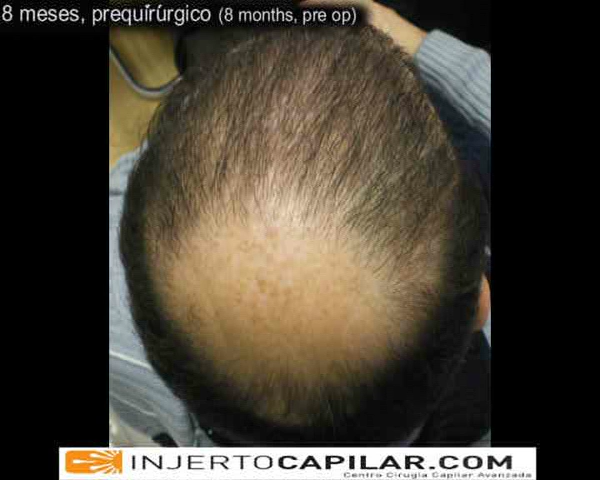 8 meses, prequirúrgico (8 months, pre op)
INJERTOCAPILAR.COM
Centro Cirugía Capilar Avanzada